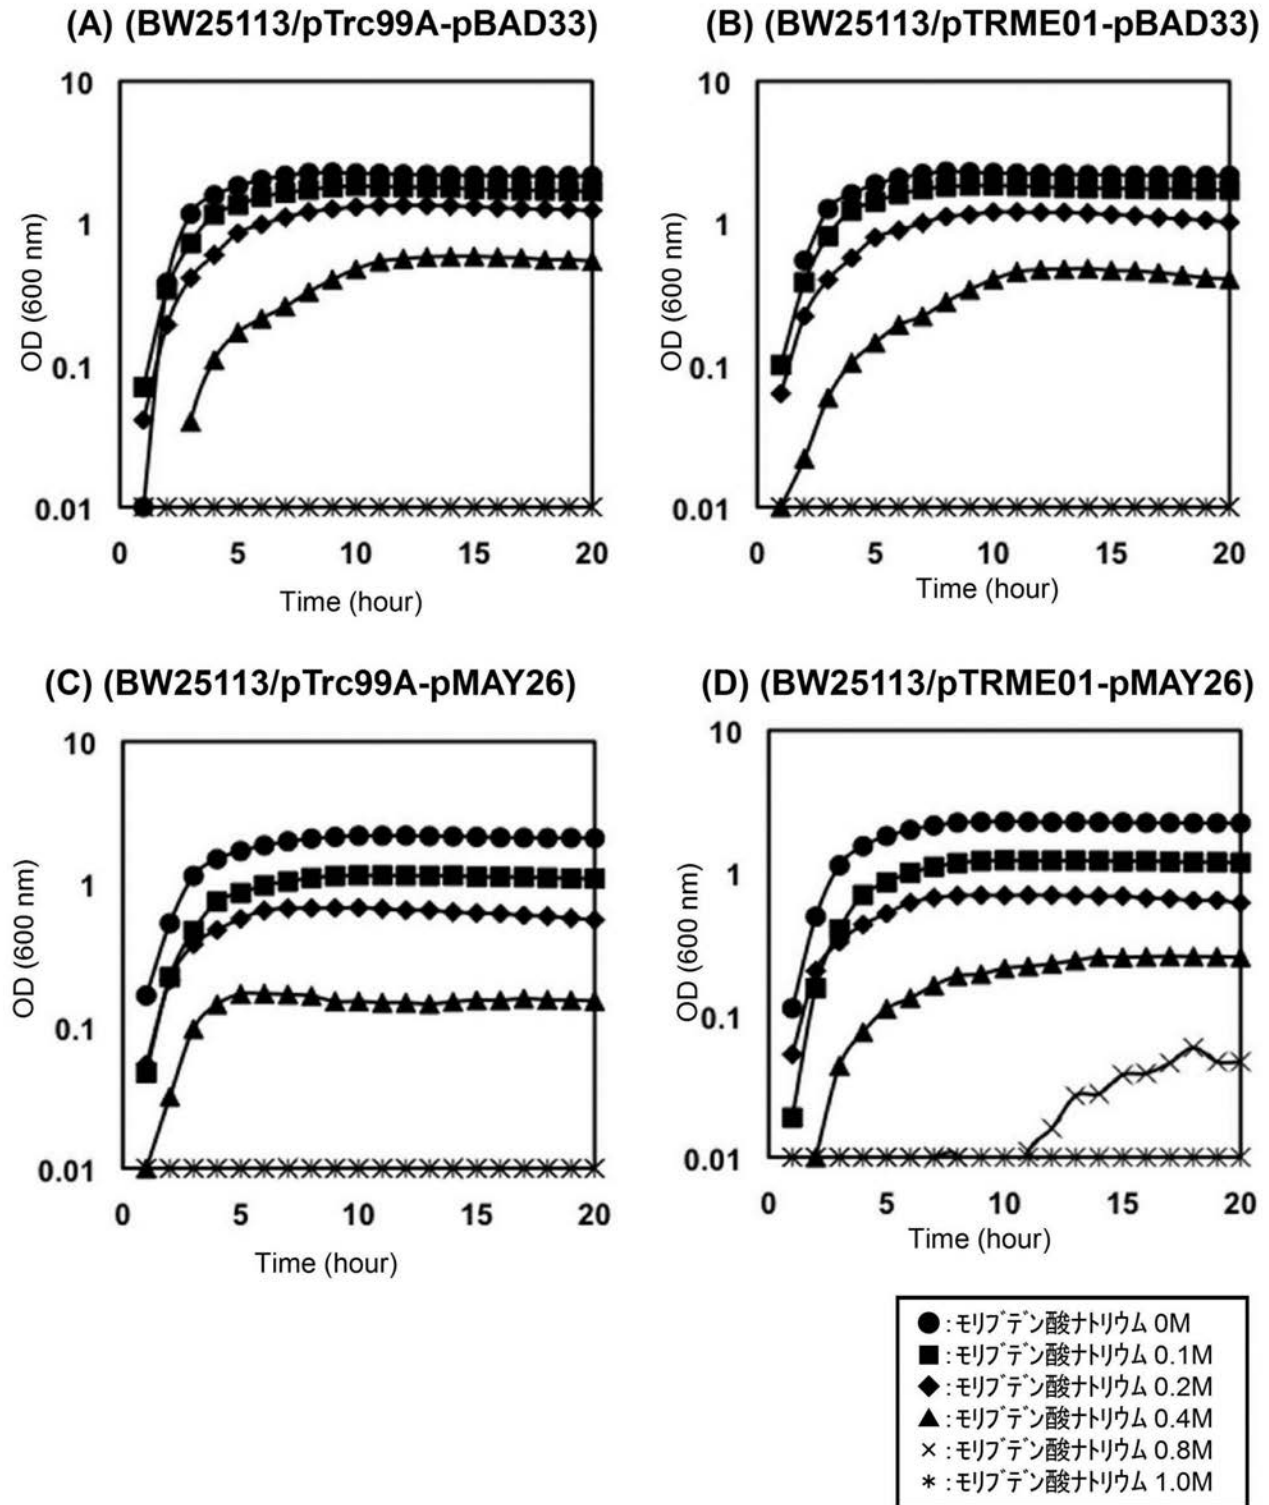 (A) (BW25113/pTrc99A-pBAD33)
10
1
0.1
0.01
OD (600 nm)
0 5 10 15 20
Time (hour)
(B) (BW25113/pTRME01-pBAD33)
10
1
0.1
0.01
OD (600 nm)
0 5 10 15 20
Time (hour)
(C) (BW25113/pTrc99A-pMAY26)
10
1
0.1
0.01
OD (600 nm)
0 5 10 15 20
Time (hour)
(D) (BW25113/pTRME01-pMAY26)
10
1
0.1
0.01
OD (600 nm)
0 5 10 15 20
Time (hour)
●:モリブデン酸ナトリウム 0M
■:モリブデン酸ナトリウム 0.1M
◆:モリブデン酸ナトリウム 0.2M
▲:モリブデン酸ナトリウム 0.4M
×:モリブデン酸ナトリウム 0.8M
*:モリブデン酸ナトリウム 1.0M